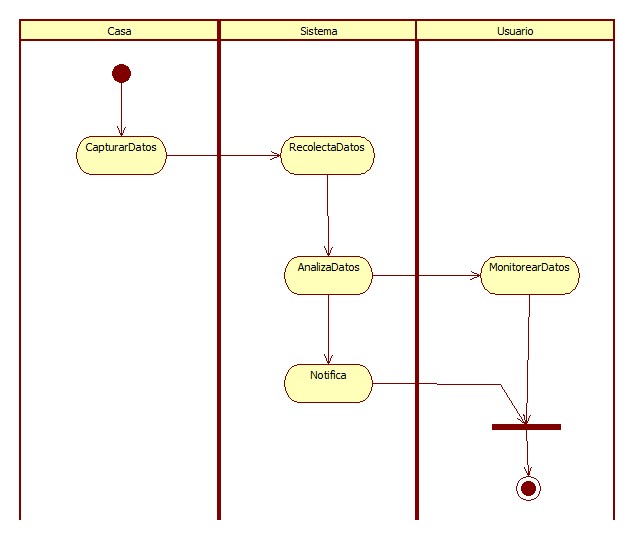 Casa
Sistema
Usuario
CapturarDatos
RecolectaDatos
AnalizaDatos
MonitorearDatos
Notifica